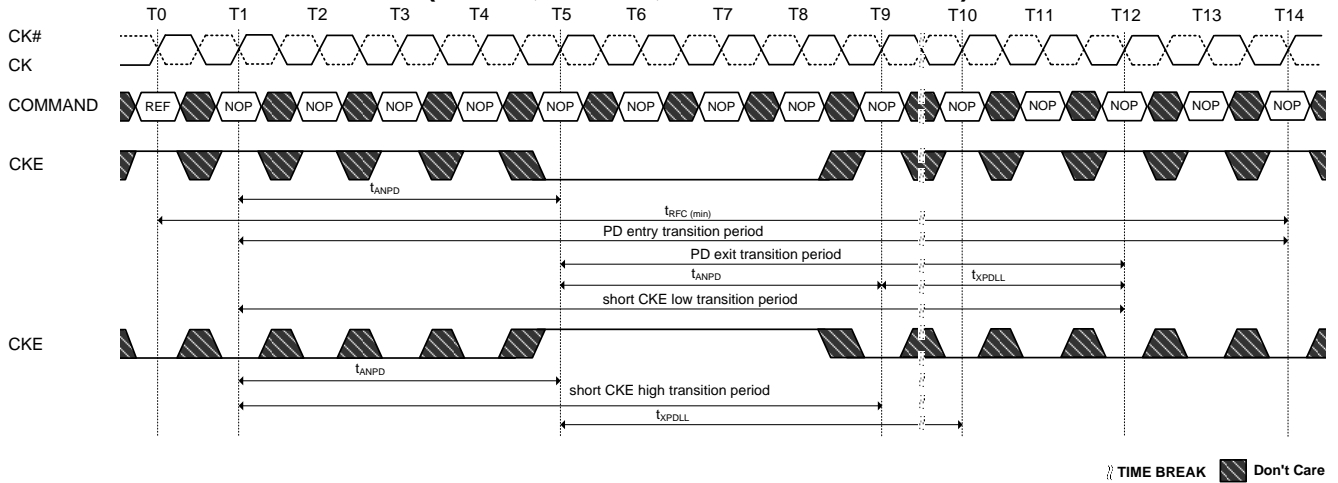 T0 T1 T2 T3 T4 T5 T6 T7 T8 T9 T10 T11 T12 T13 T14
CK#
CK
COMMAND REF NOP NOP NOP NOP NOP NOP NOP NOP NOP NOP NOP NOP NOP NOP
CKE
tANPD
tRFC (min)
PD entry transition period
PD exit transition period
tANPD tXPDLL
short CKE low transition period
CKE
tANPD
short CKE high transition period
tXPDLL
TIME BREAK Don't Care